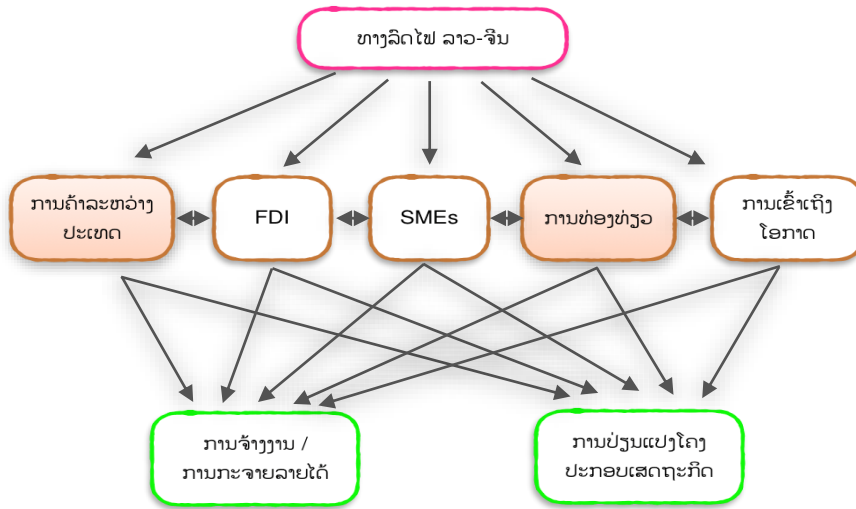 ທາງລົດໄຟ ລາວ-ຈີນ
ການຄ້າລະຫວ່າງ
ປະເທດ
FDI
SMEs
ການທ່ອງທ່ຽວ
ການເຂົ້າເຖິງ
ໂອກາດ
ການຈ້າງງານ /
ການກະຈາຍລາຍໄດ້
ການປ່ຽນແປງໂຄງ
ປະກອບເສດຖະກິດ